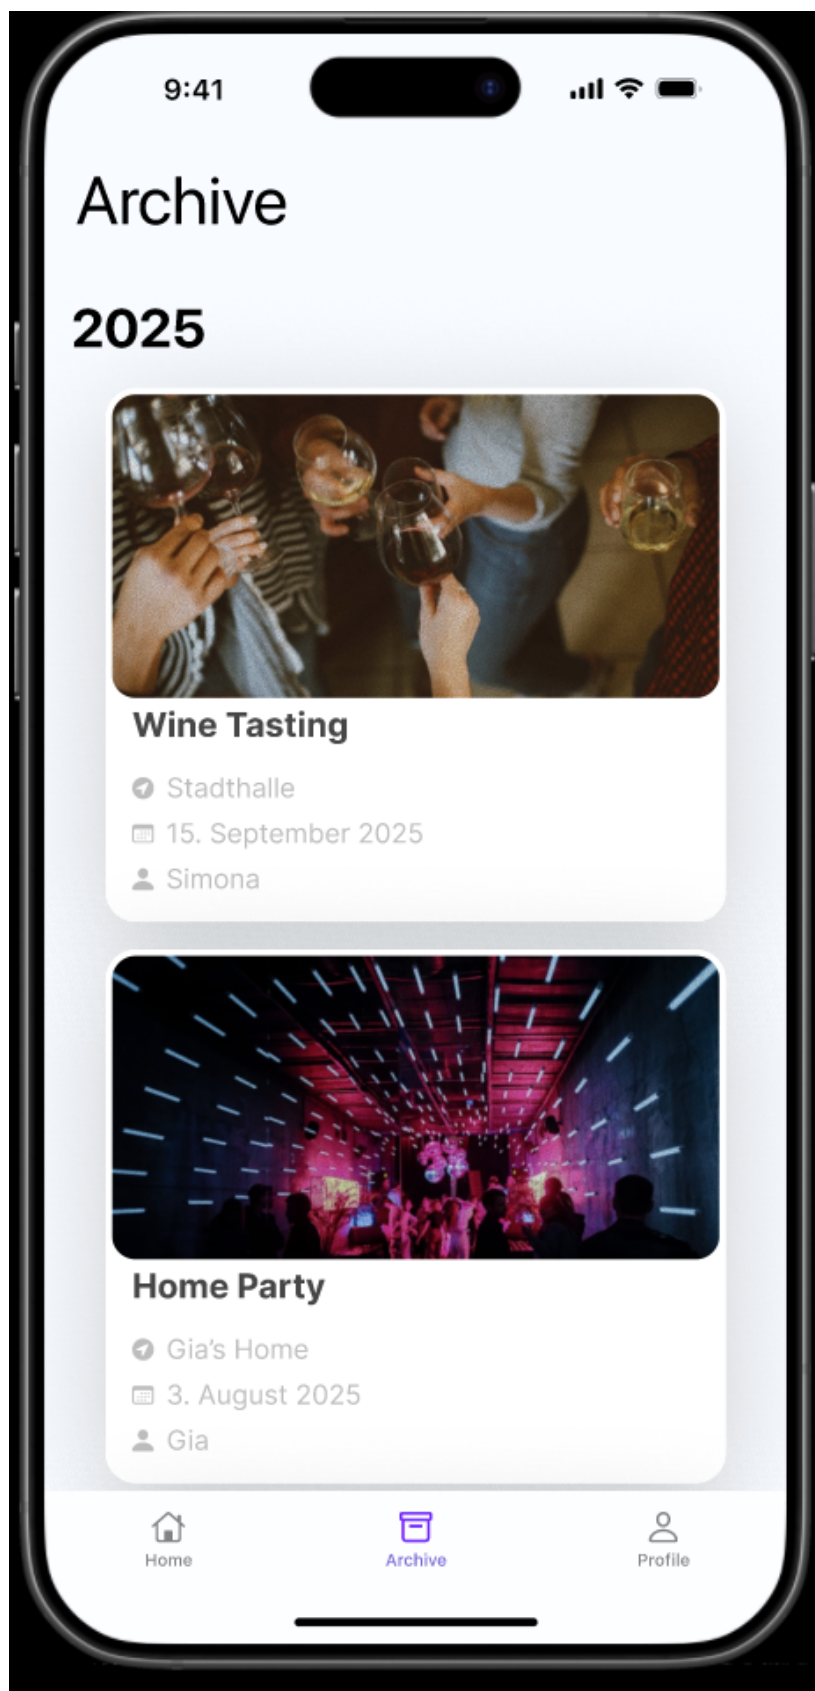 9:41
Archive
2025
Wine Tasting
Stadthalle
15. September 2025
Simona
Home Party
Gia's Home
3. August 2025
Gia
Home
Archive
Profile